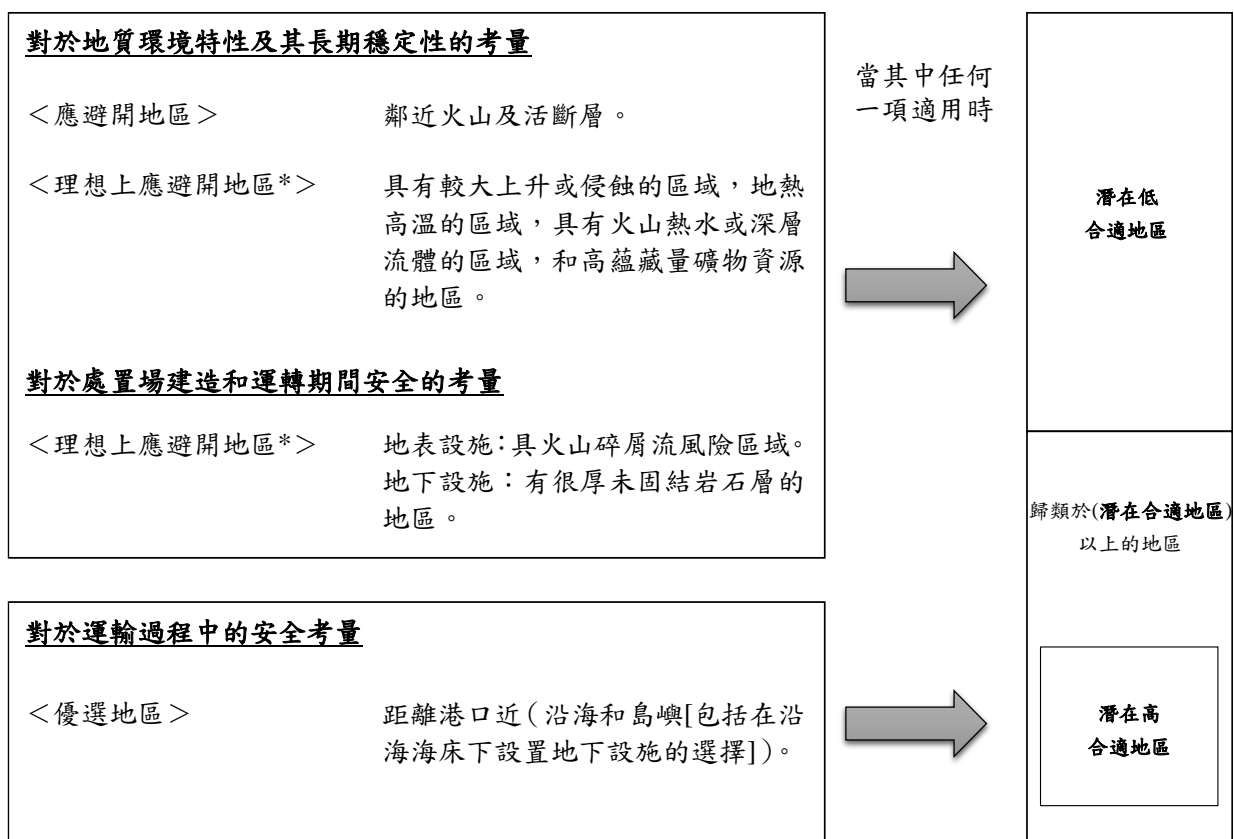 對於地質環境特性及其長期穩定性的考量
＜應避開地區＞ 鄰近火山及活斷層。
＜理想上應避開地區*＞ 具有較大上升或侵蝕的區域，地熱
高溫的區域，具有火山熱水或深層
流體的區域，和高蘊藏量礦物資源
的地區。
對於處置場建造和運轉期間安全的考量
＜理想上應避開地區*＞ 地表設施：具火山碎屑流風險區域。
地下設施：有很厚未固結岩石層的
地區。
當其中任何
一項適用時
潛在低
合適地區
歸類於(潛在合適地區)
以上的地區
對於運輸過程中的安全考量
＜優選地區＞ 距離港口近（沿海和島嶼[包括在沿
海海床下設置地下設施的選擇]）。
潛在高
合適地區